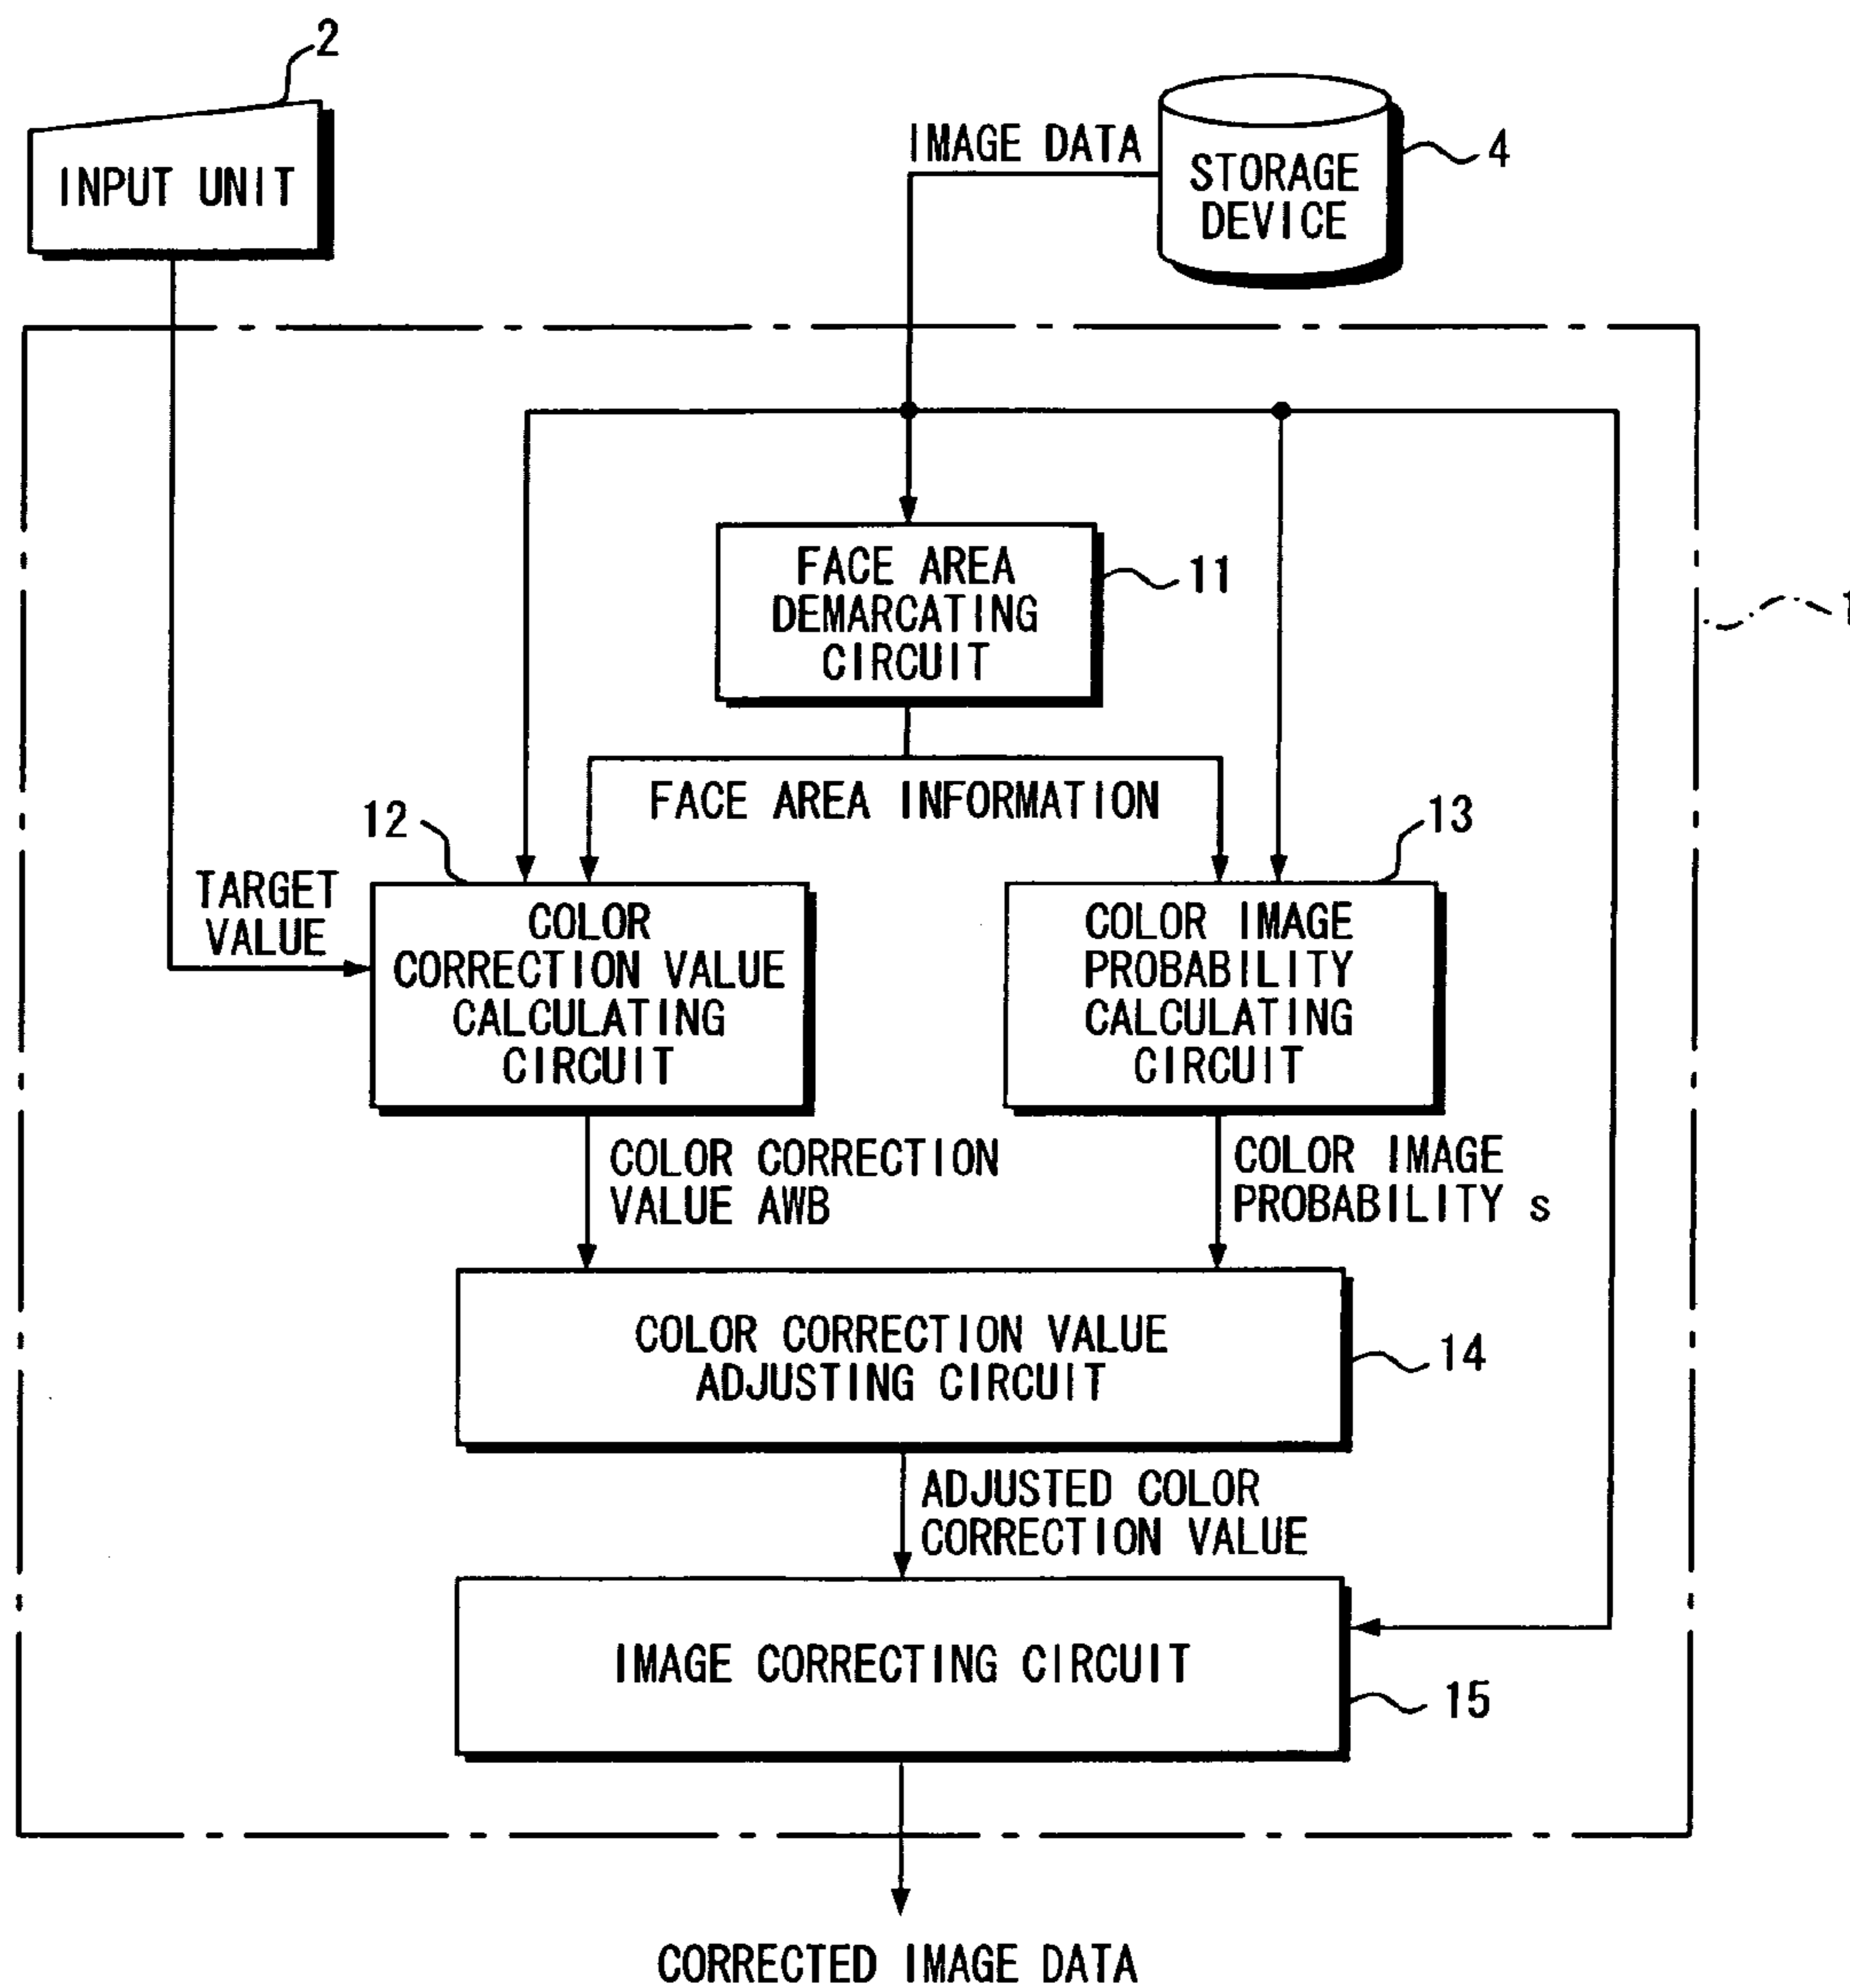 2
INPUT UNIT
IMAGE DATA
STORAGE
DEVICE
4
FACE AREA
DEMARCATING
CIRCUIT
11
1
FACE AREA INFORMATION
12
13
TARGET
VALUE
COLOR
CORRECTION VALUE
CALCULATING
CIRCUIT
COLOR IMAGE
PROBABILITY
CALCULATING
CIRCUIT
COLOR CORRECTION
VALUE AWB
COLOR IMAGE
PROBABILITY s
COLOR CORRECTION VALUE
ADJUSTING CIRCUIT
14
ADJUSTED COLOR
CORRECTION VALUE
IMAGE CORRECTING CIRCUIT
15
CORRECTED IMAGE DATA